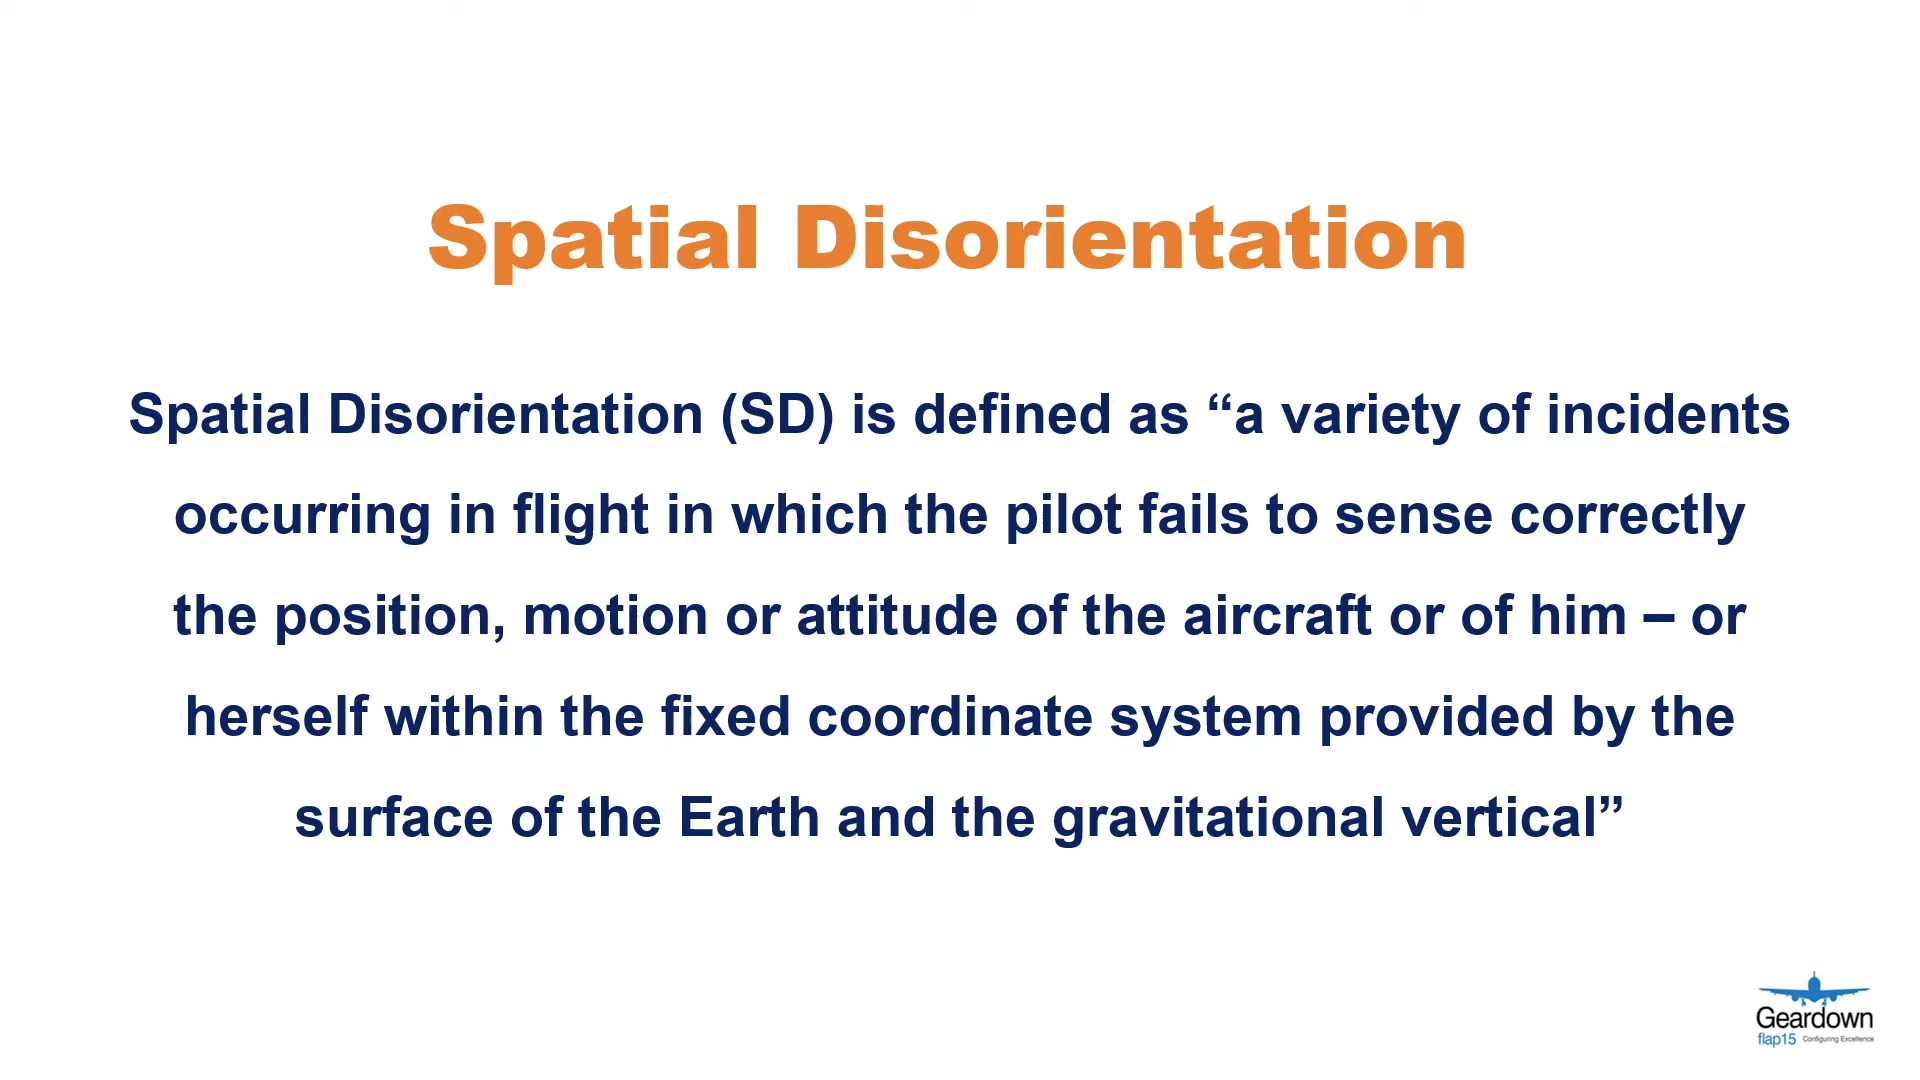 Spatial Disorientation
Spatial Disorientation (SD) is defined as “a variety of incidents
occurring in flight in which the pilot fails to sense correctly
the position, motion or attitude of the aircraft or of him – or
herself within the fixed coordinate system provided by the
surface of the Earth and the gravitational vertical”
Geardown
flap15 Configuring Excellence